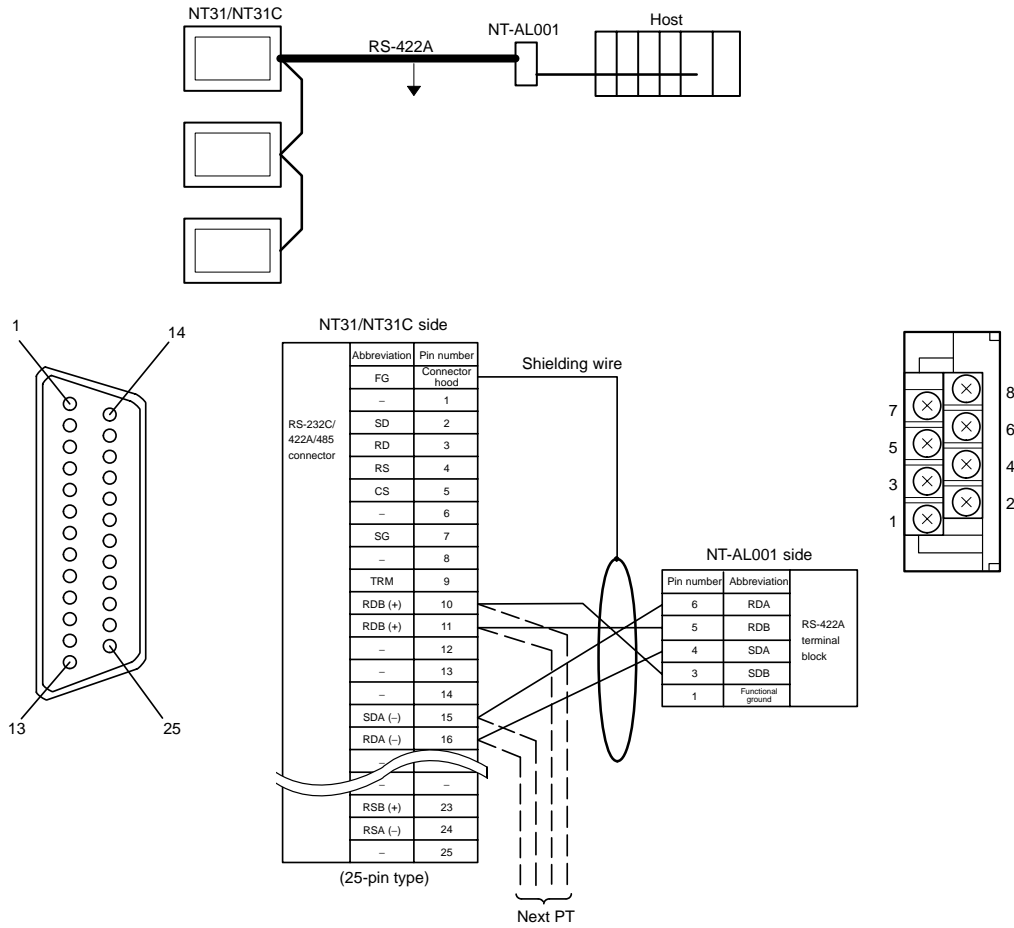 NT31/NT31C
RS-422A
NT-AL001
Host
1
14
13
25
NT31/NT31C side
Abbreviation Pin number
FG Connector hood
– 1
SD 2
RD 3
RS 4
CS 5
– 6
SG 7
– 8
TRM 9
RDB (+) 10
RDB (+) 11
– 12
– 13
– 14
SDA (–) 15
RDA (–) 16
–
– –
RSB (+) 23
RSA (–) 24
– 25
RS-232C/
422A/485
connector
(25-pin type)
Shielding wire
Next PT
NT-AL001 side
Pin number Abbreviation
6 RDA
5 RDB
4 SDA
3 SDB
1 Functional ground
RS-422A
terminal
block
7
5
3
1
8
6
4
2